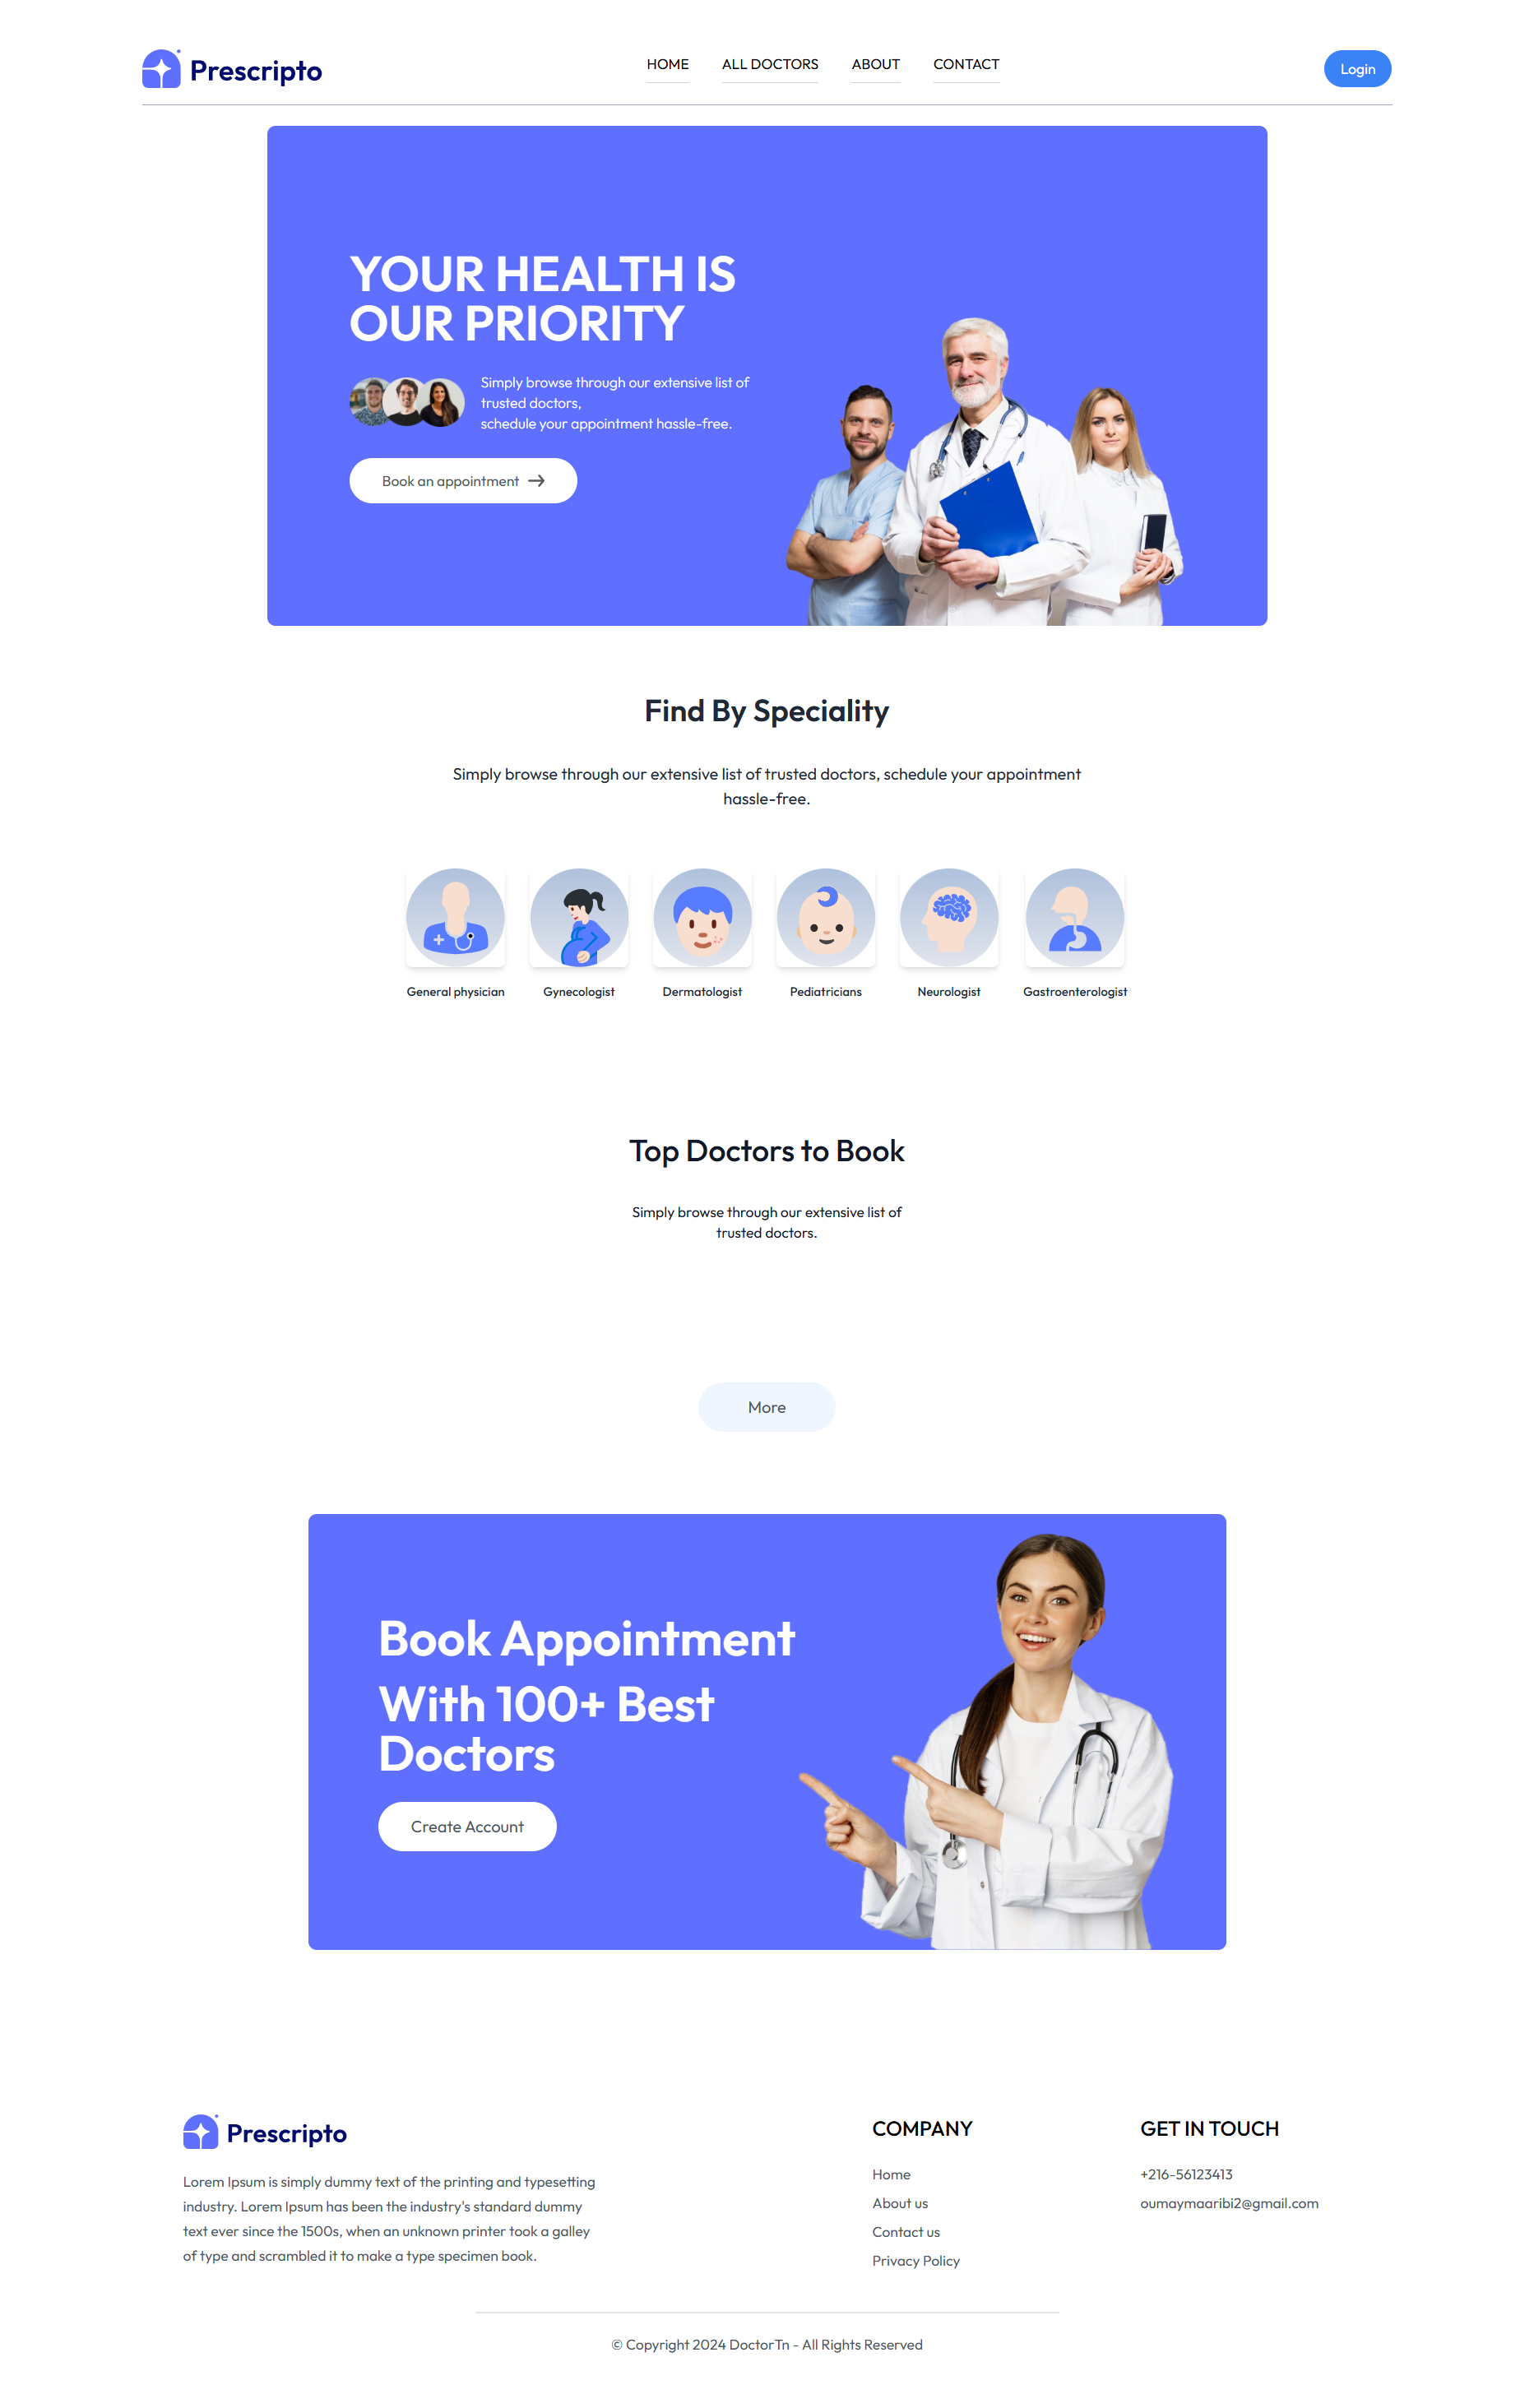 Prescripto
HOME
ALL DOCTORS
ABOUT
CONTACT
Login
YOUR HEALTH IS
OUR PRIORITY
Simply browse through our extensive list of
trusted doctors,
schedule your appointment hassle-free.
Book an appointment
Find By Speciality
Simply browse through our extensive list of trusted doctors, schedule your appointment
hassle-free.
General physician
Gynecologist
Dermatologist
Pediatricians
Neurologist
Gastroenterologist
Top Doctors to Book
Simply browse through our extensive list of
trusted doctors.
More
Book Appointment
With 100+ Best
Doctors
Create Account
Prescripto
Lorem Ipsum is simply dummy text of the printing and typesetting
industry. Lorem Ipsum has been the industry's standard dummy
text ever since the 1500s, when an unknown printer took a galley
of type and scrambled it to make a type specimen book.
COMPANY
Home
About us
Contact us
Privacy Policy
GET IN TOUCH
+216-56123413
oumaymaaribi2@gmail.com
© Copyright 2024 DoctorTn - All Rights Reserved